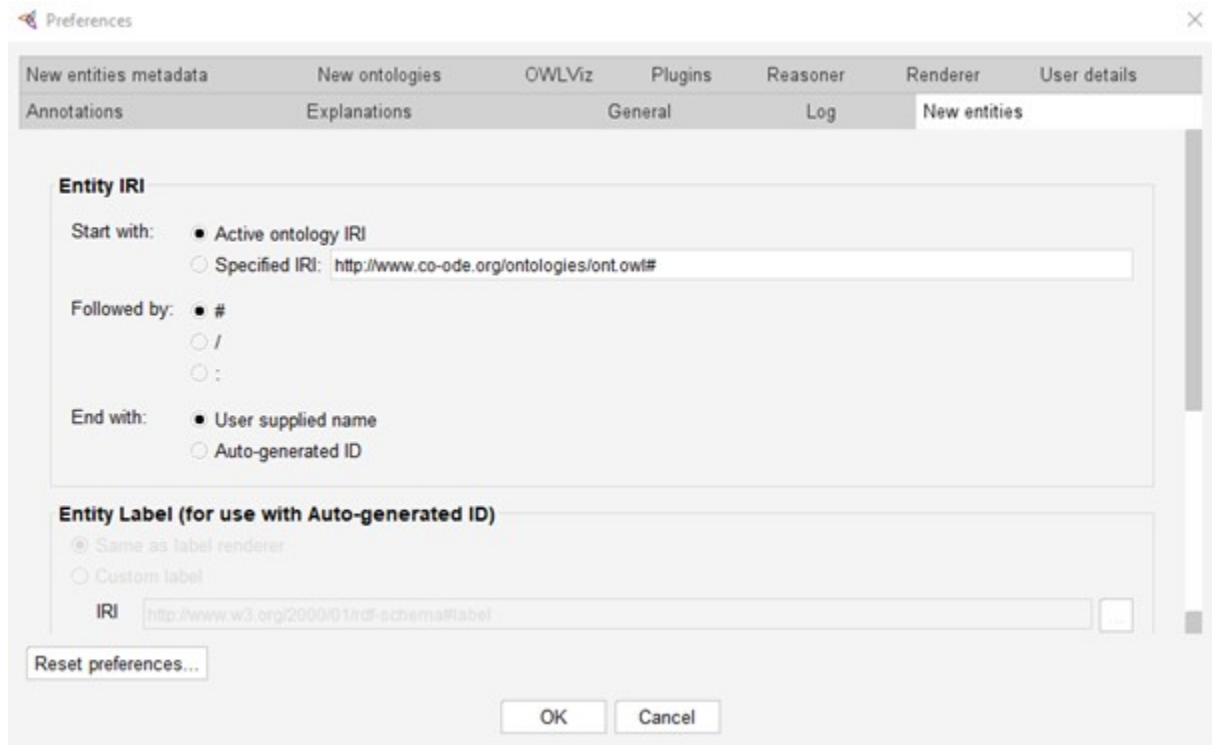 Preferences
New entities metadata New ontologies OWLViz Plugins Reasoner Renderer User details
Annotations Explanations General Log New entities
Entity IRI
Start with: Active ontology IRI
Specified IRI: http://www.co-ode.org/ontologies/ont.owl#
Followed by: #
/
:
End with: User supplied name
Auto-generated ID
Entity Label (for use with Auto-generated ID)
Same as label renderer
Custom label
IRI http://www.w3.org/2000/01/rdf-schema#label ...
Reset preferences...
OK Cancel